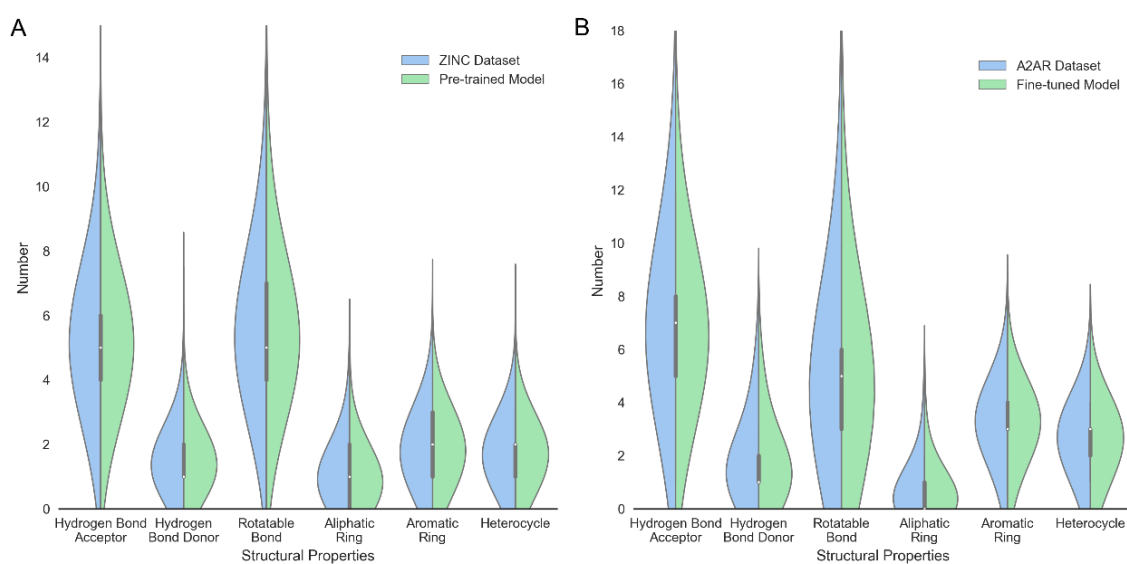 A
ZINC Dataset
Pre-trained Model
Number
14
12
10
8
6
4
2
0
Hydrogen Bond
Acceptor
Hydrogen
Bond Donor
Rotatable
Bond
Aliphatic
Ring
Aromatic
Ring
Heterocycle
Structural Properties
B
A2AR Dataset
Fine-tuned Model
Number
18
16
14
12
10
8
6
4
2
0
Hydrogen Bond
Acceptor
Hydrogen
Bond Donor
Rotatable
Bond
Aliphatic
Ring
Aromatic
Ring
Heterocycle
Structural Properties